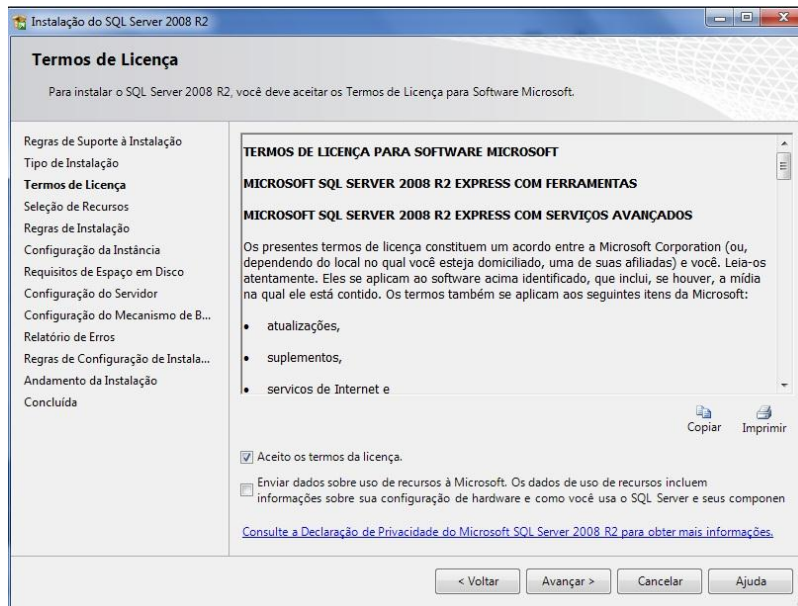 Instalação do SQL Server 2008 R2
Termos de Licença
Para instalar o SQL Server 2008 R2, você deve aceitar os Termos de Licença para Software Microsoft.
Regras de Suporte à Instalação
Tipo de Instalação
Termos de Licença
Seleção de Recursos
Regras de Instalação
Configuração da Instância
Requisitos de Espaço em Disco
Configuração do Servidor
Configuração do Mecanismo de B...
Relatório de Erros
Regras de Configuração de Instala...
Andamento da Instalação
Concluída
TERMOS DE LICENÇA PARA SOFTWARE MICROSOFT
MICROSOFT SQL SERVER 2008 R2 EXPRESS COM FERRAMENTAS
MICROSOFT SQL SERVER 2008 R2 EXPRESS COM SERVIÇOS AVANÇADOS
Os presentes termos de licença constituem um acordo entre a Microsoft Corporation (ou,
dependendo do local no qual você esteja domiciliado, uma de suas afiliadas) e você. Leia-os
atentamente. Eles se aplicam ao software acima identificado, que inclui, se houver, a mídia
na qual ele está contido. Os termos também se aplicam aos seguintes itens da Microsoft:
• atualizações,
• suplementos,
• serviços de Internet e
Copiar Imprimir
Aceito os termos da licença.
Enviar dados sobre uso de recursos à Microsoft. Os dados de uso de recursos incluem
informações sobre sua configuração de hardware e como você usa o SQL Server e seus componen
Consulte a Declaração de Privacidade do Microsoft SQL Server 2008 R2 para obter mais informações.
< Voltar Avançar > Cancelar Ajuda